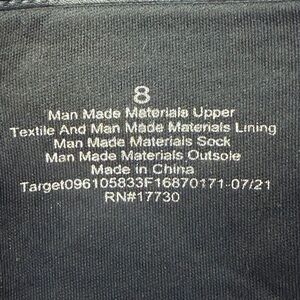 8
Man Made Materials Upper
Textile And Man Made Materials Lining
Man Made Materials Sock
Man Made Materials Outsole
Made in China
Target096105833F16870171-07/21
RN#17730